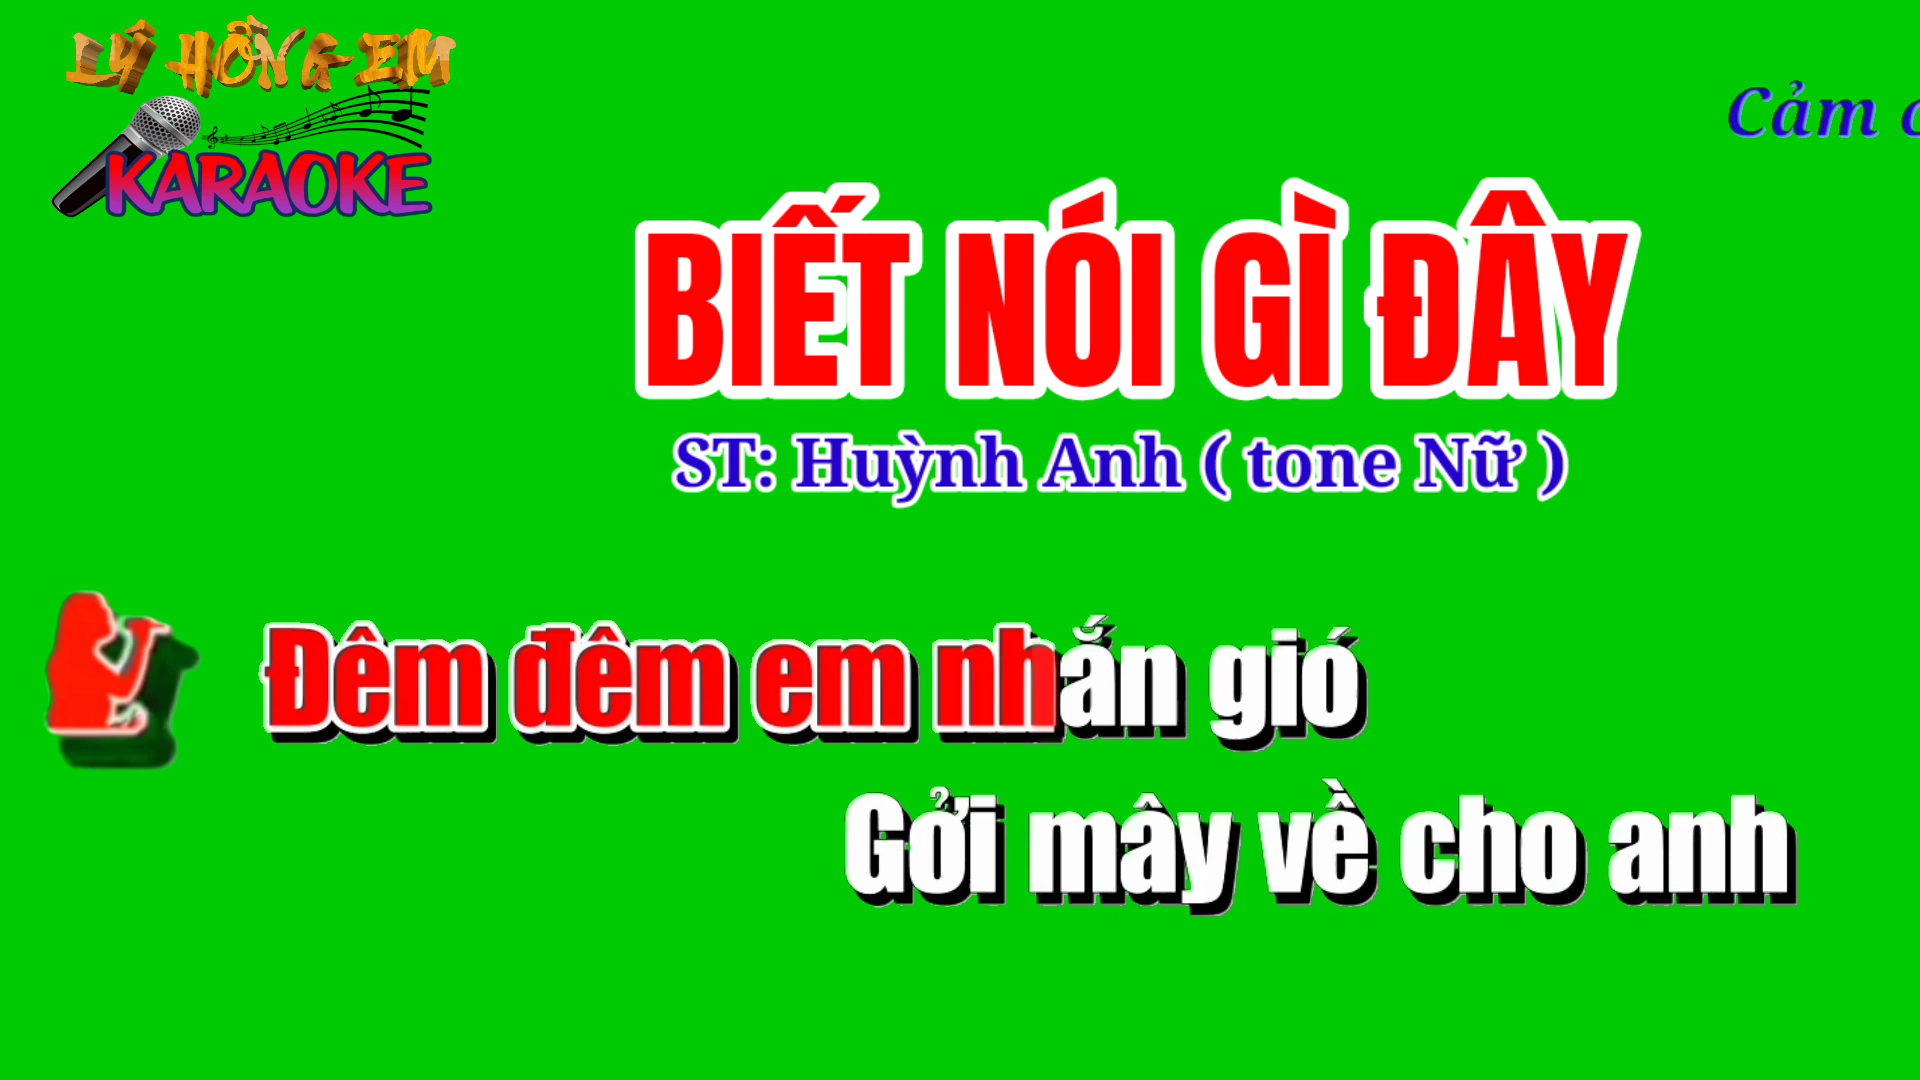 LÝ HỒNG EM
KARAOKE
Cảm
BIẾT NÓI GÌ ĐÂY
ST: Huỳnh Anh ( tone Nữ )
Đêm đêm em nhắn gió
Gởi mây về cho anh